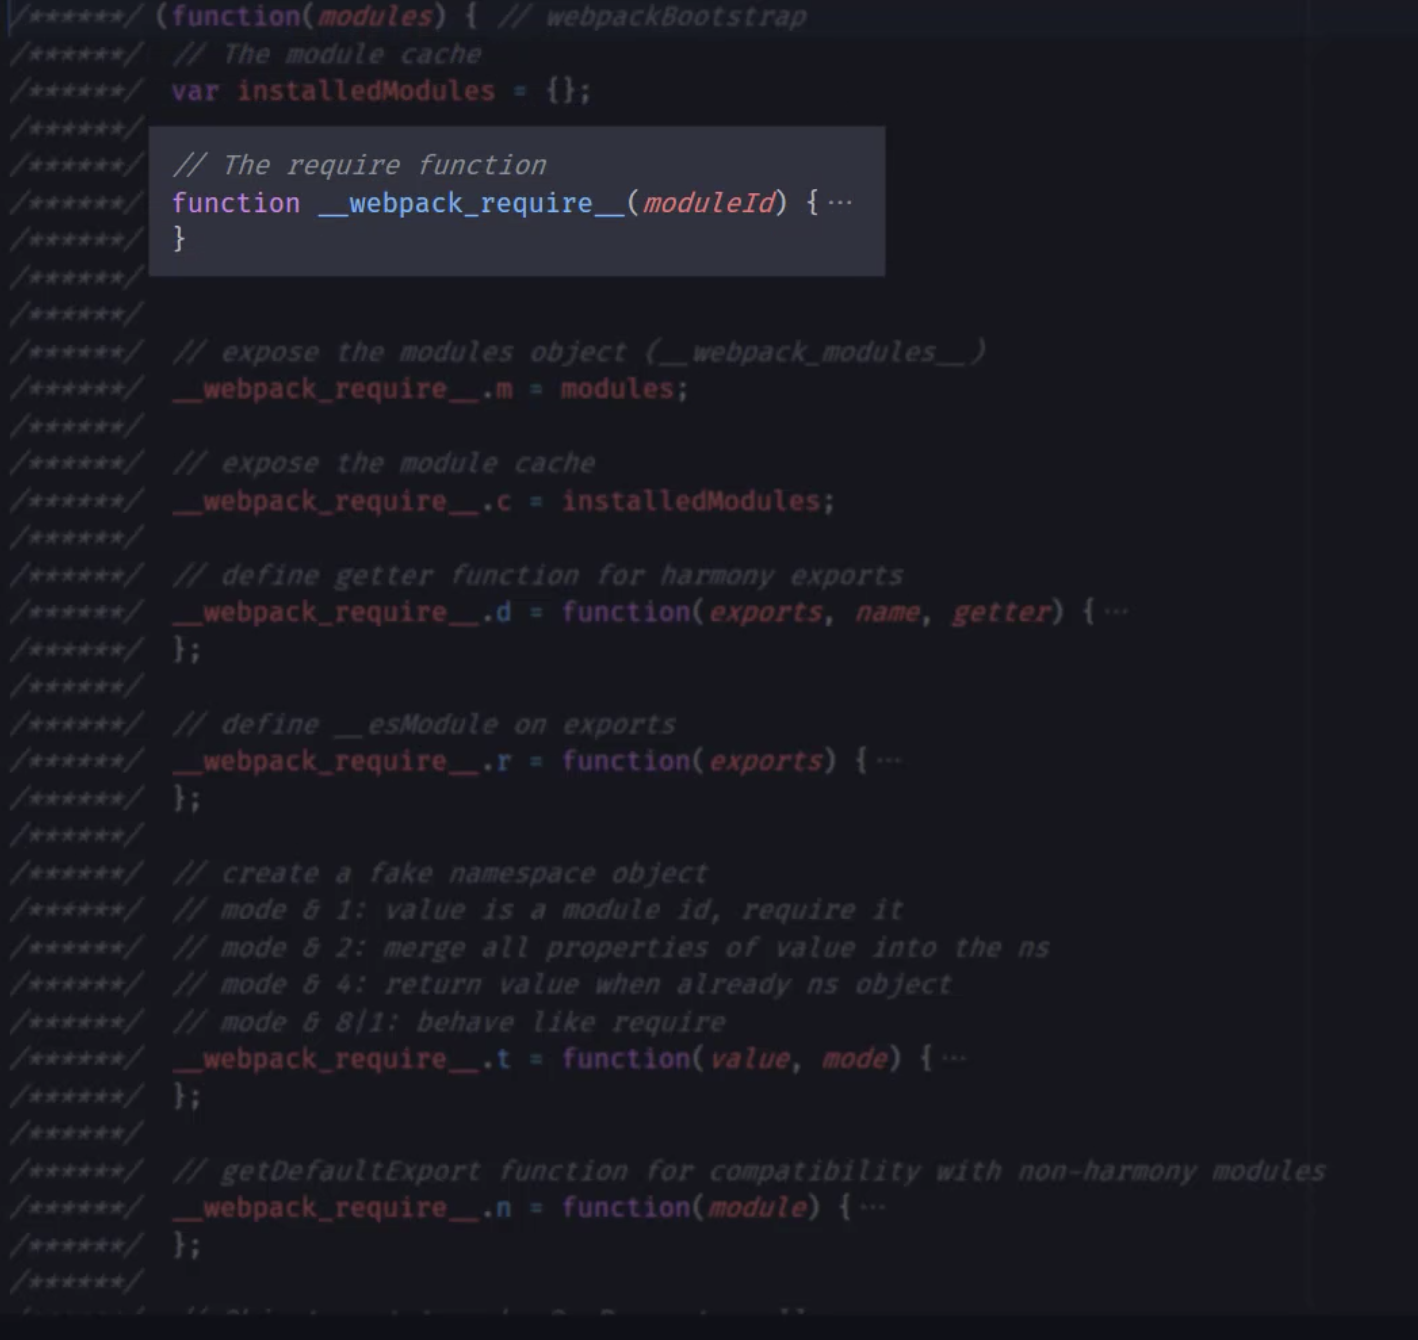 /******/ (function(modules) { // webpackBootstrap
/******/ // The module cache
/******/ var installedModules = {};
/******/
/******/ // The require function
/******/ function __webpack_require__(moduleId) {···
/******/ }
/******/
/******/
/******/ // expose the modules object (__webpack_modules__)
/******/ __webpack_require__.m = modules;
/******/
/******/ // expose the module cache
/******/ __webpack_require__.c = installedModules;
/******/
/******/ // define getter function for harmony exports
/******/ __webpack_require__.d = function(exports, name, getter) {···
/******/ };
/******/
/******/ // define __esModule on exports
/******/ __webpack_require__.r = function(exports) {···
/******/ };
/******/
/******/ // create a fake namespace object
/******/ // mode & 1: value is a module id, require it
/******/ // mode & 2: merge all properties of value into the ns
/******/ // mode & 4: return value when already ns object
/******/ // mode & 8|1: behave like require
/******/ __webpack_require__.t = function(value, mode) {···
/******/ };
/******/
/******/ // getDefaultExport function for compatibility with non-harmony modules
/******/ __webpack_require__.n = function(module) {···
/******/ };
/******/